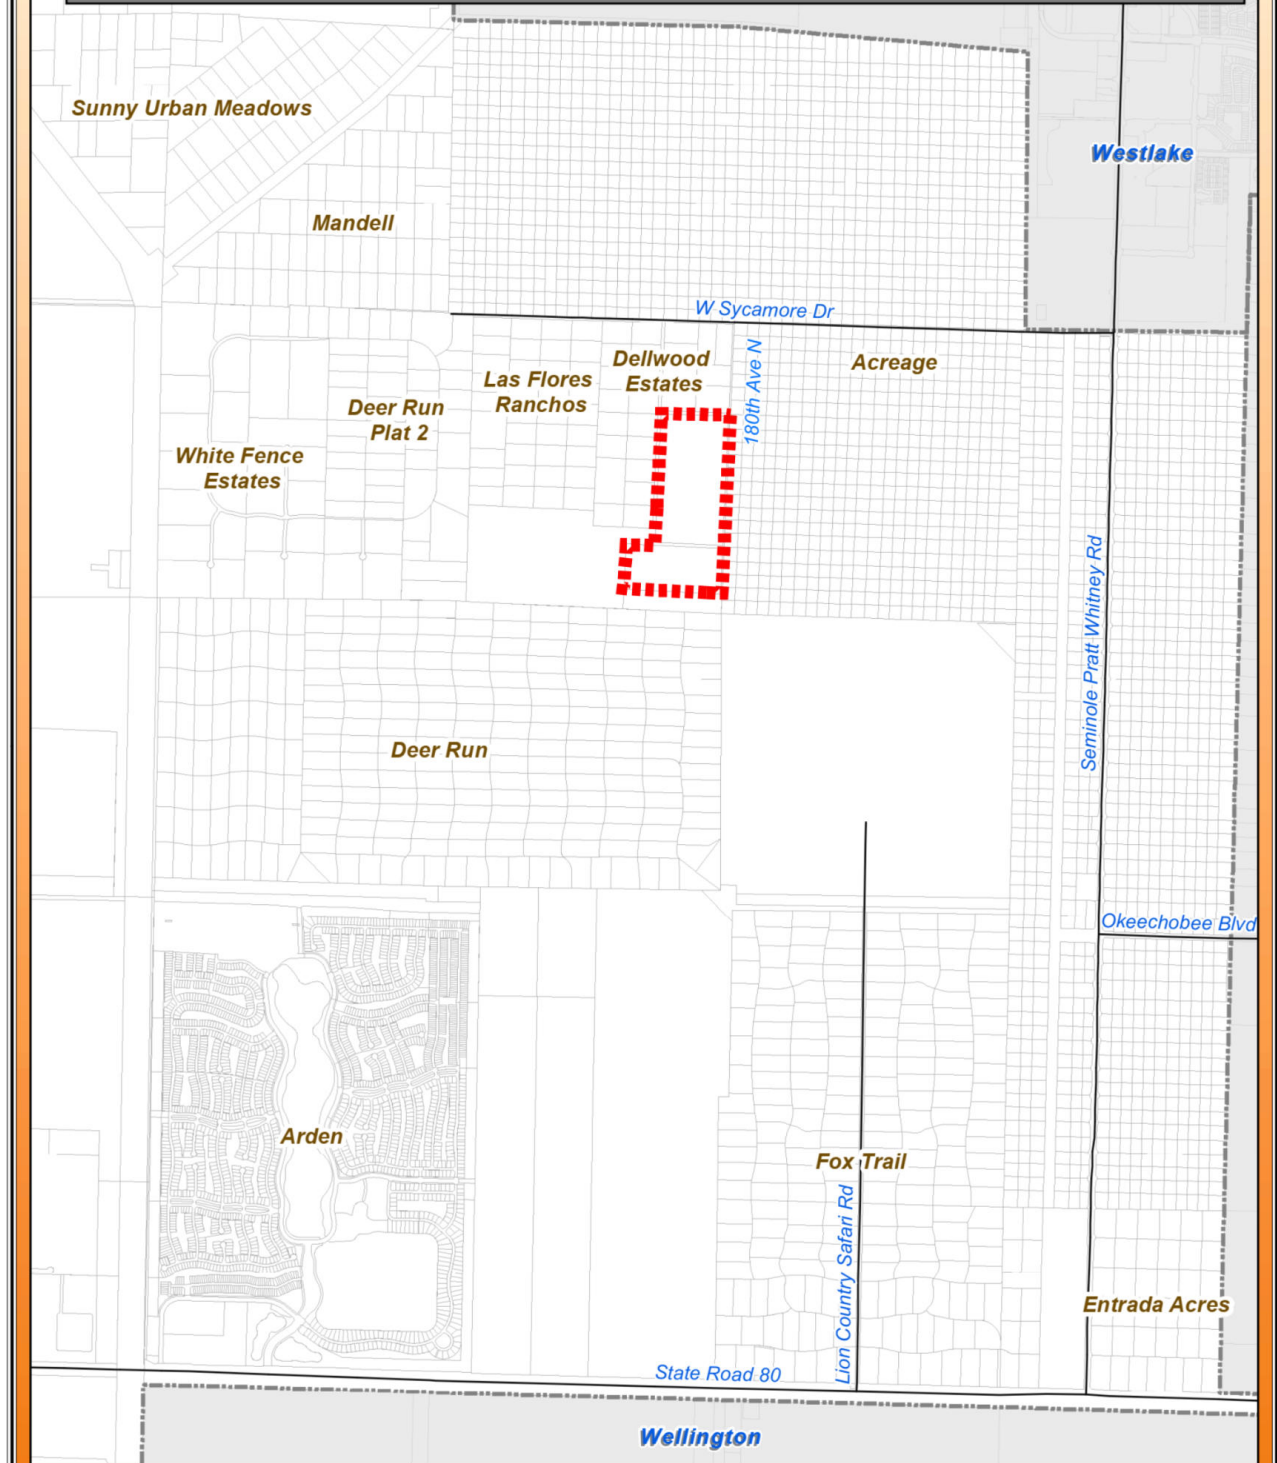 Sunny Urban Meadows
Westlake
Mandell
W Sycamore Dr
180th Ave N
Dellwood
Estates
Acreage
Las Flores
Ranchos
Deer Run
Plat 2
White Fence
Estates
Seminole Pratt Whitney Rd
Deer Run
Okeechobee Blvd
Arden
Fox Trail
Lion Country Safari Rd
Entrada Acres
State Road 80
Wellington